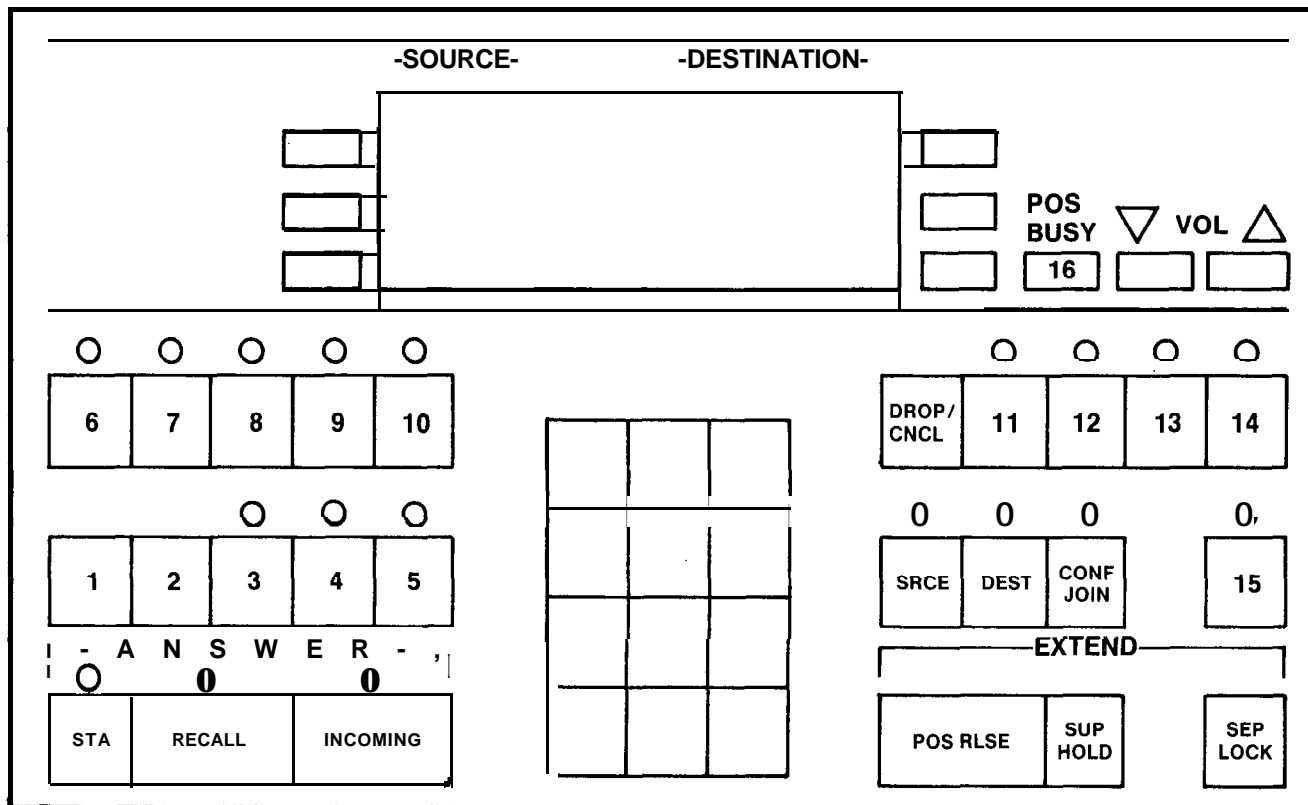 -SOURCE- -DESTINATION-
POS
BUSY
VOL
16
6 7 8 9 10
DROP/
CNCL
11 12 13 14
1 2 3 4 5
SRCE DEST
CONF
JOIN
15
-ANSWER-
EXTEND
STA RECALL INCOMING
POS RLSE
SUP
HOLD
SEP
LOCK